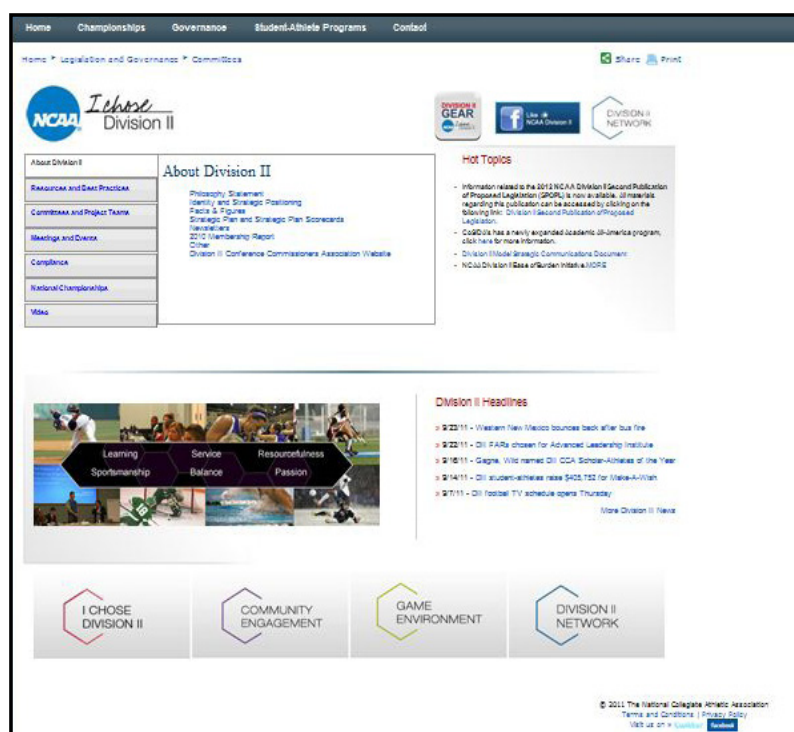 Home Championships Governance Student-Athlete Programs Contact
Home > Legislation and Governance > Committees
Share Print
NCAA
I chose
Division II
DIVISION II
GEAR
Like
NCAA Division II
DIVISION II
NETWORK
About Division II
Resources and Best Practices
Committees and Project Teams
Meetings and Events
Compliance
National Championships
Video
About Division II
Philosophy Statement
Identity and Strategic Positioning
Facts & Figures
Strategic Plan and Strategic Plan Scorecards
Newsletters
2010 Membership Report
Other
Division II Conference Commissioners Association Website
Hot Topics
- Information related to the 2012 NCAA Division II Second Publication
of Proposed Legislation (SPOPL) is now available. All materials
regarding this publication can be accessed by clicking on the
following link: Division II Second Publication of Proposed
Legislation.
- CoSIDA's has a newly expanded Academic All-America program,
click here for more information.
- Division II Model Strategic Communications Document
- NCAA Division II Ease of Burden Initiative MORE
Learning Service Resourcefulness
Sportsmanship Balance Passion
Division II Headlines
» 9/23/11 - Western New Mexico bounces back after bus fire
» 9/22/11 - DII FARs chosen for Advanced Leadership Institute
» 9/16/11 - Gagne, Wild named DII CCA Scholar-Athletes of the Year
» 9/14/11 - DII student-athletes raise $405,752 for Make-A-Wish
» 9/7/11 - DII football TV schedule opens Thursday
More Division II News
I CHOSE
DIVISION II
COMMUNITY
ENGAGEMENT
GAME
ENVIRONMENT
DIVISION II
NETWORK
© 2011 The National Collegiate Athletic Association
Terms and Conditions | Privacy Policy
Visit us on » twitter facebook